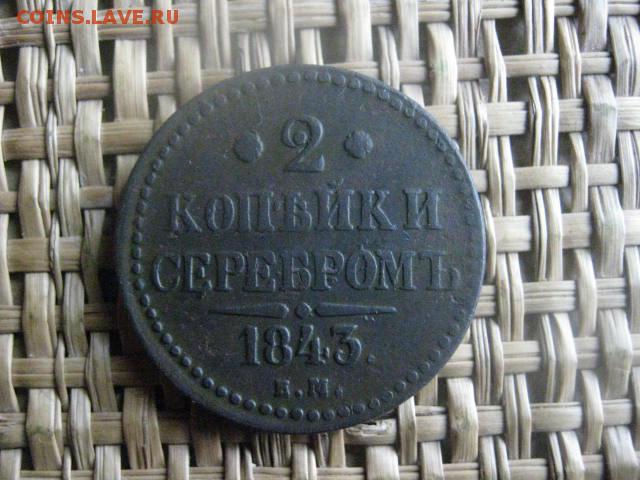 COINS.LAVE.RU
2
КОПѢЙКИ
СЕРЕБРОМЪ
1843.
Е.М.